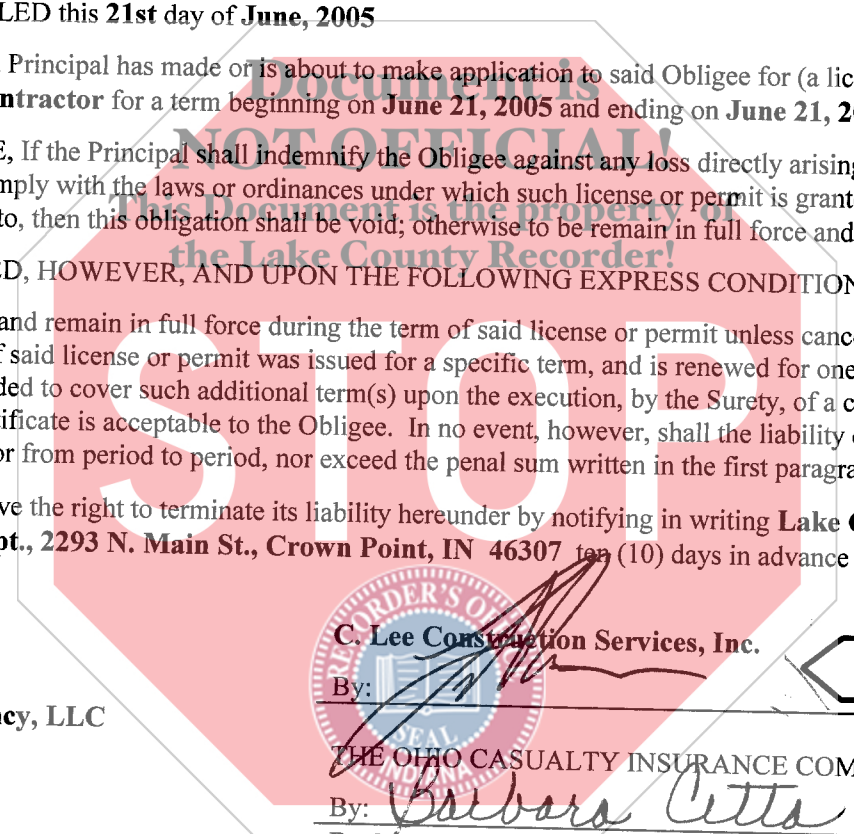 LED this 21st day of June, 2005
Principal has made or is about to make application to said Obligee for (a lic
ntractor for a term beginning on June 21, 2005 and ending on June 21, 2
E, If the Principal shall indemnify the Obligee against any loss directly arising
mply with the laws or ordinances under which such license or permit is grant
to, then this obligation shall be void; otherwise to be remain in full force and
ED, HOWEVER, AND UPON THE FOLLOWING EXPRESS CONDITION
and remain in full force during the term of said license or permit unless canc
f said license or permit was issued for a specific term, and is renewed for one
ded to cover such additional term(s) upon the execution, by the Surety, of a c
tificate is acceptable to the Obligee. In no event, however, shall the liability
or from period to period, nor exceed the penal sum written in the first paragra
ve the right to terminate its liability hereunder by notifying in writing Lake
pt., 2293 N. Main St., Crown Point, IN 46307 ten (10) days in advance
C. Lee Construction Services, Inc.
By:
cy, LLC
THE OHIO CASUALTY INSURANCE COM
By: Barbara Cetta
Document is
NOT OFFICIAL!
This Document is the property of
the Lake County Recorder!
STOP
RECORDER'S OFFICE
SEAL
INDIANA